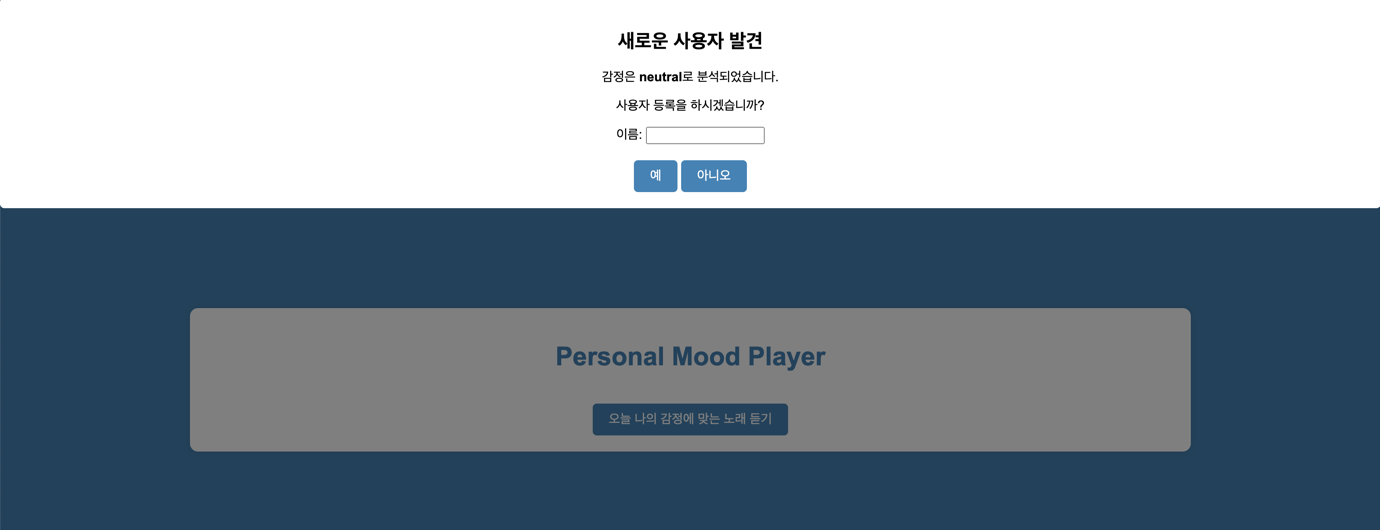 새로운 사용자 발견
감정은 neutral로 분석되었습니다.
사용자 등록을 하시겠습니까?
이름:
예 아니오
Personal Mood Player
오늘 나의 감정에 맞는 노래 듣기